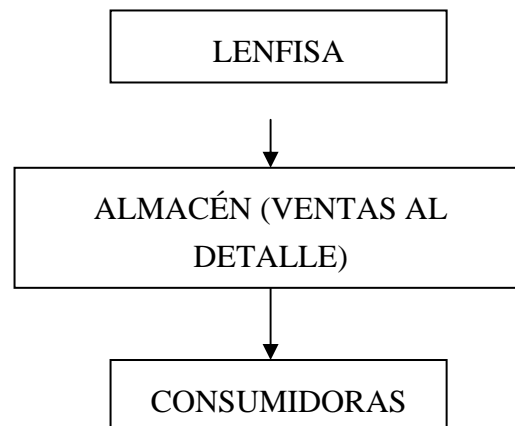 LENFISA
ALMACÉN (VENTAS AL
DETALLE)
CONSUMIDORAS